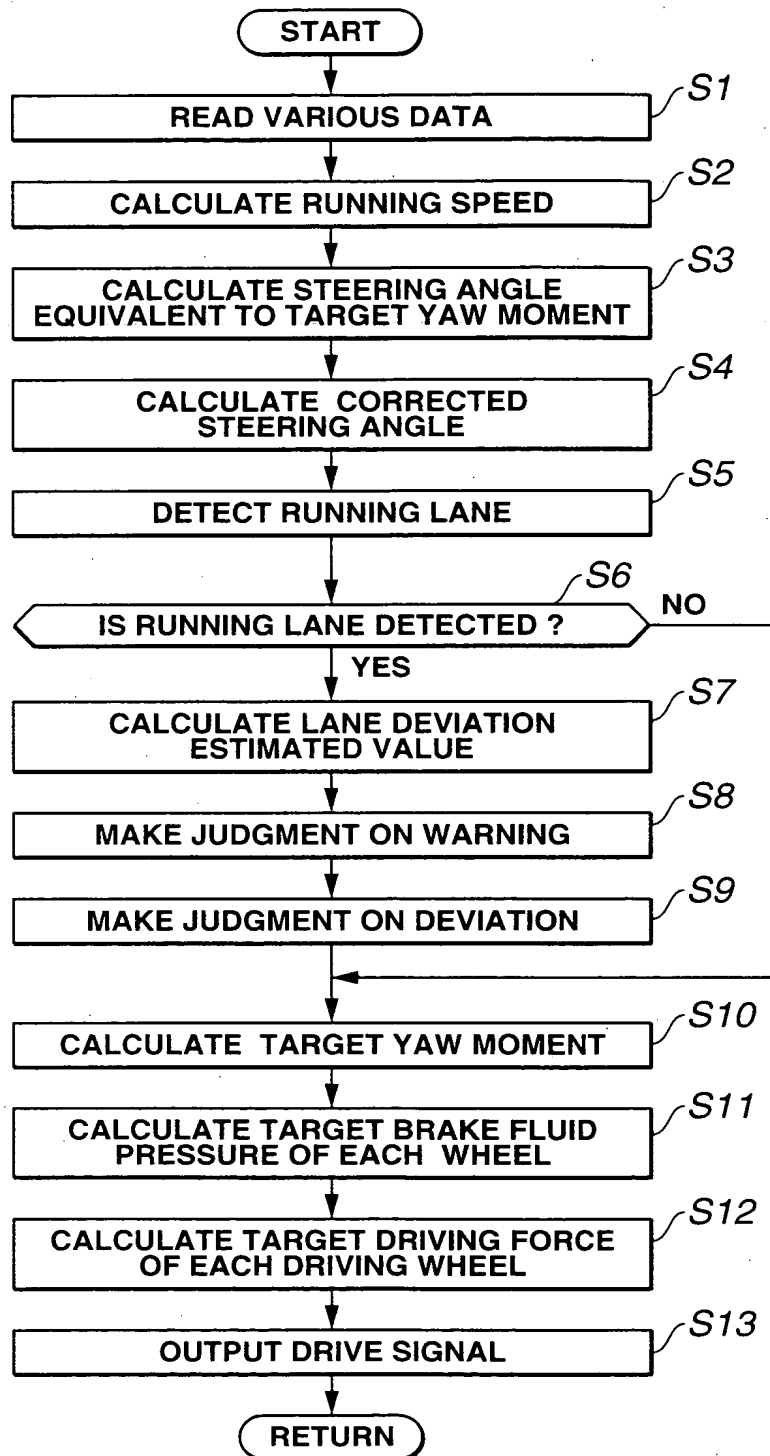 START
S1
READ VARIOUS DATA
S2
CALCULATE RUNNING SPEED
S3
CALCULATE STEERING ANGLE
EQUIVALENT TO TARGET YAW MOMENT
S4
CALCULATE CORRECTED
STEERING ANGLE
S5
DETECT RUNNING LANE
S6
IS RUNNING LANE DETECTED ?
NO
YES
S7
CALCULATE LANE DEVIATION
ESTIMATED VALUE
S8
MAKE JUDGMENT ON WARNING
S9
MAKE JUDGMENT ON DEVIATION
S10
CALCULATE TARGET YAW MOMENT
S11
CALCULATE TARGET BRAKE FLUID
PRESSURE OF EACH WHEEL
S12
CALCULATE TARGET DRIVING FORCE
OF EACH DRIVING WHEEL
S13
OUTPUT DRIVE SIGNAL
RETURN